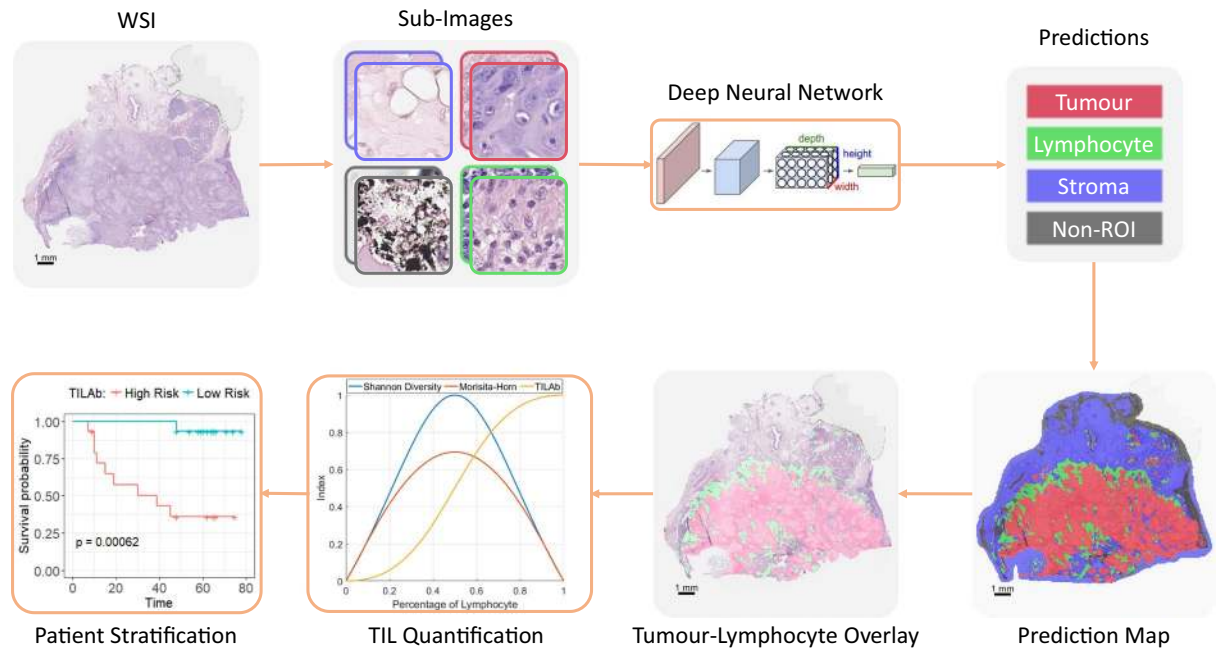 WSI
Sub-Images
Deep Neural Network
Predictions
1 mm
depth
height
width
Tumour
Lymphocyte
Stroma
Non-ROI
TILAb: High Risk Low Risk
Survival probability
1.00
0.75
0.50
0.25
0.00
p = 0.00062
0 20 40 60 80
Time
Patient Stratification
Shannon Diversity Morisita-Horn TILAb
Index
1
0.8
0.6
0.4
0.2
0
0 0.2 0.4 0.6 0.8 1
Percentage of Lymphocyte
TIL Quantification
1 mm
Tumour-Lymphocyte Overlay
1 mm
Prediction Map